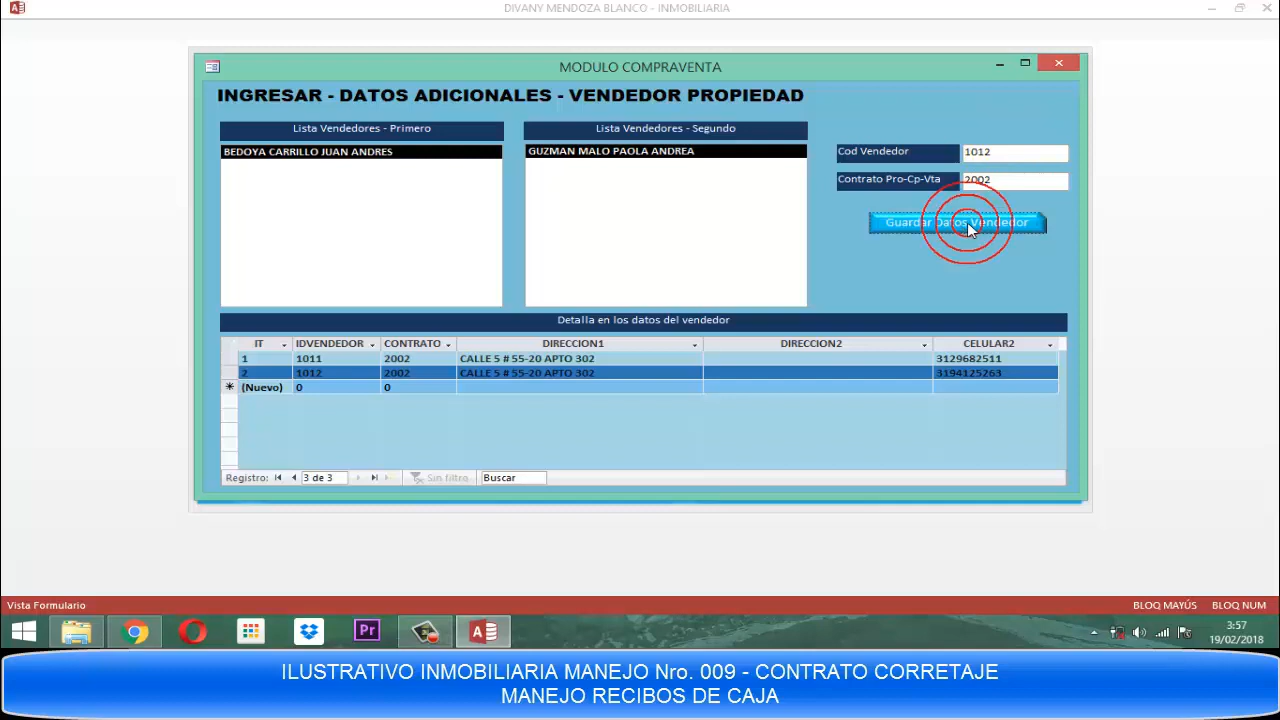 DIVANY MENDOZA BLANCO - INMOBILIARIA
MODULO COMPRAVENTA
INGRESAR - DATOS ADICIONALES - VENDEDOR PROPIEDAD
Lista Vendedores - Primero
Lista Vendedores - Segundo
BEDOYA CARRILLO JUAN ANDRES
GUZMAN MALO PAOLA ANDREA
Cod Vendedor 1012
Contrato Pro-Cp-Vta 2002
Guardar Datos Vendedor
Detalla en los datos del vendedor
IT IDVENDEDOR CONTRATO DIRECCION1 DIRECCION2 CELULAR2
1 1011 2002 CALLE 5 # 55-20 APTO 302 3129682511
2 1012 2002 CALLE 5 # 55-20 APTO 302 3194125263
(Nuevo) 0 0
Registro: 3 de 3 Sin filtro Buscar
Vista Formulario BLOQ MAYÚS BLOQ NUM
Pr
3:57
19/02/2018
ILUSTRATIVO INMOBILIARIA MANEJO Nro. 009 - CONTRATO CORRETAJE
MANEJO RECIBOS DE CAJA